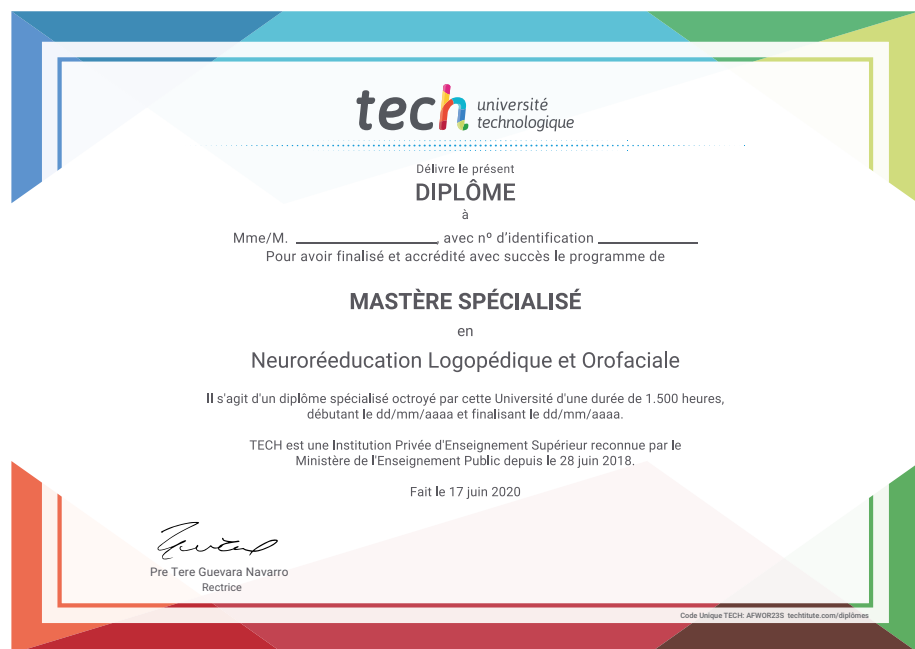 tech université
technologique
Délivre le présent
DIPLÔME
à
Mme/M. ____________, avec nº d'identification ____________
Pour avoir finalisé et accrédité avec succès le programme de
MASTÈRE SPÉCIALISÉ
en
Neuroréeducation Logopédique et Orofaciale
Il s'agit d'un diplôme spécialisé octroyé par cette Université d'une durée de 1.500 heures,
débutant le dd/mm/aaaa et finalisant le dd/mm/aaaa.
TECH est une Institution Privée d'Enseignement Supérieur reconnue par le
Ministère de l'Enseignement Public depuis le 28 juin 2018.
Fait le 17 juin 2020
Pre Tere Guevara Navarro
Rectrice
Code Unique TECH: AFWOR23S techtitute.com/diplômes